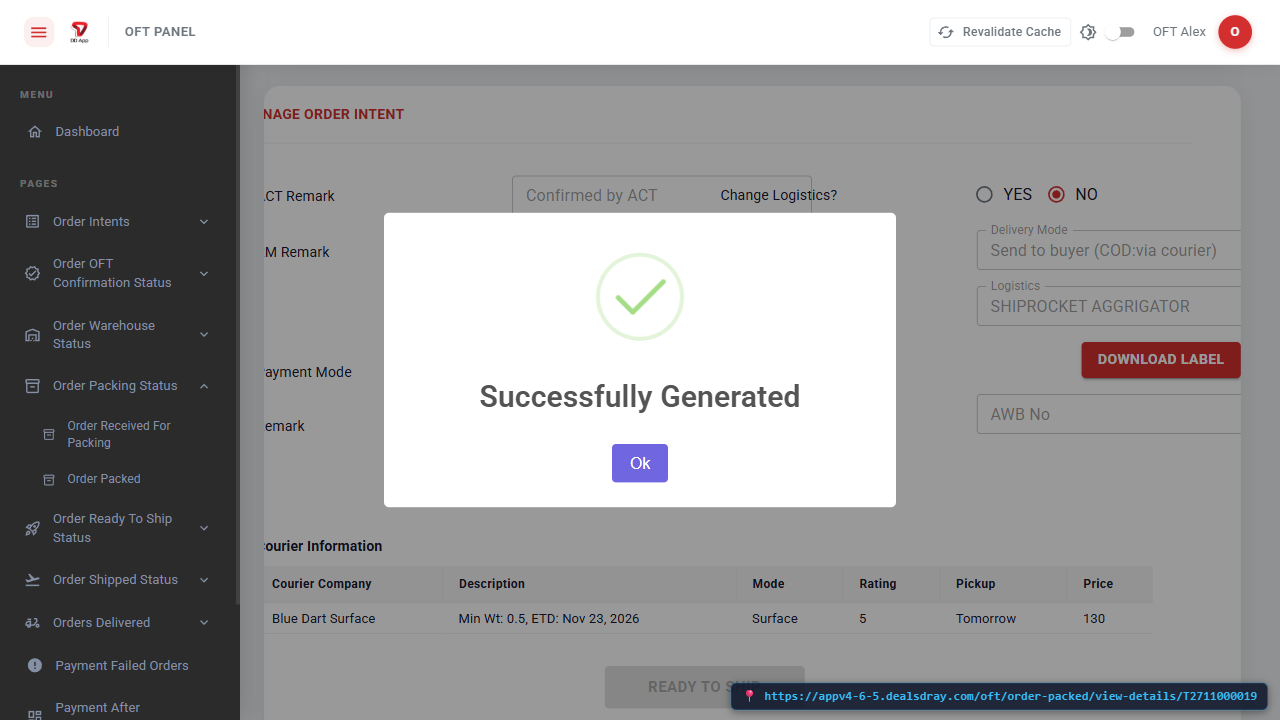 DD-App
OFT PANEL
Revalidate Cache
OFT Alex
O
MENU
Dashboard
PAGES
Order Intents
Order OFT
Confirmation Status
Order Warehouse
Status
Order Packing Status
Order Received For
Packing
Order Packed
Order Ready To Ship
Status
Order Shipped Status
Orders Delivered
Payment Failed Orders
Payment After
NAGE ORDER INTENT
CT Remark
Confirmed by ACT
Change Logistics?
YES
NO
M Remark
Delivery Mode
Send to buyer (COD:via courier)
Logistics
SHIPROCKET AGGRIGATOR
ayment Mode
DOWNLOAD LABEL
emark
AWB No
Successfully Generated
Ok
ourier Information
Courier Company
Description
Mode
Rating
Pickup
Price
Blue Dart Surface
Min Wt: 0.5, ETD: Nov 23, 2026
Surface
5
Tomorrow
130
READY TO SHIP
https://appv4-6-5.dealsdray.com/oft/order-packed/view-details/T2711000019